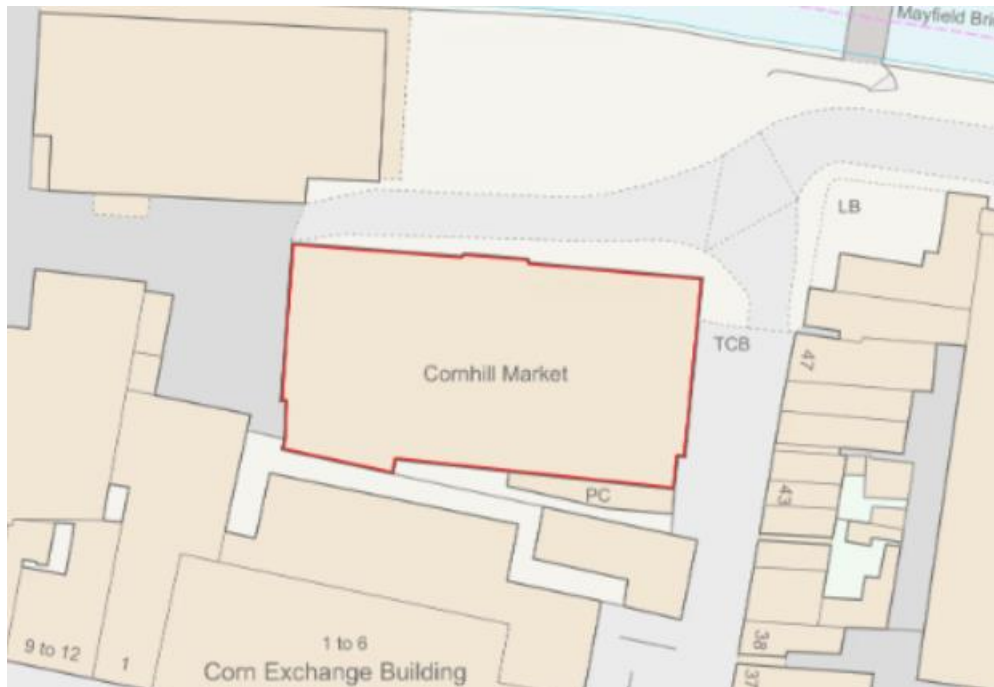 Mayfield Bri
LB
TCB
47
Cornhill Market
43
PC
38
1 to 6
Corn Exchange Building
9 to 12
1
37